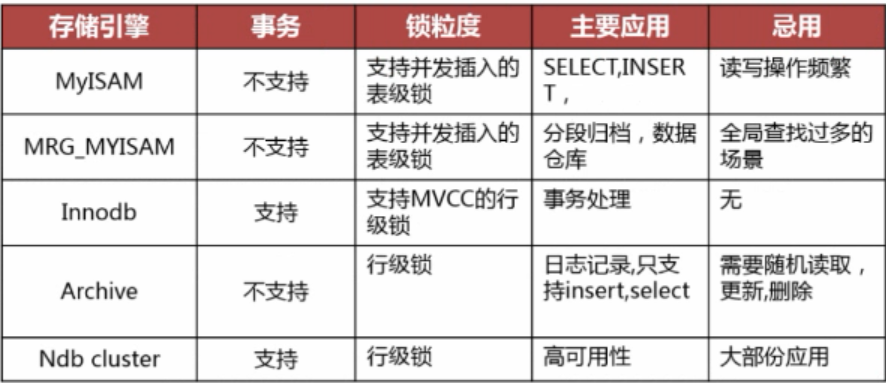 存储引擎 事务 锁粒度 主要应用 忌用
MyISAM 不支持 支持并发插入的 SELECT,INSER 读写操作频繁
表级锁 T，
MRG_MYISAM 不支持 支持并发插入的 分段归档，数据 全局查找过多的
表级锁 仓库 场景
Innodb 支持 支持MVCC的行 事务处理 无
级锁
Archive 不支持 行级锁 日志记录,只支 需要随机读取，
持insert,select 更新,删除
Ndb cluster 支持 行级锁 高可用性 大部份应用